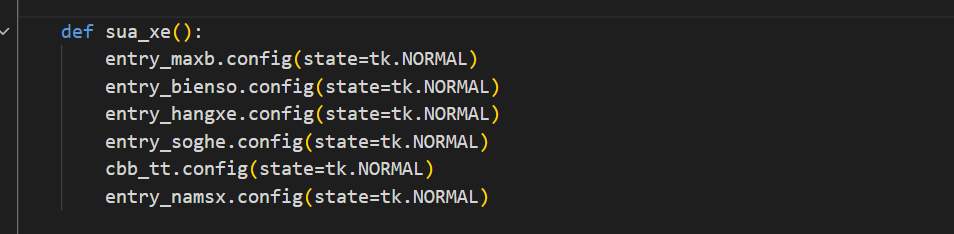 def sua_xe():
    entry_maxb.config(state=tk.NORMAL)
    entry_bienso.config(state=tk.NORMAL)
    entry_hangxe.config(state=tk.NORMAL)
    entry_soghe.config(state=tk.NORMAL)
    cbb_tt.config(state=tk.NORMAL)
    entry_namsx.config(state=tk.NORMAL)